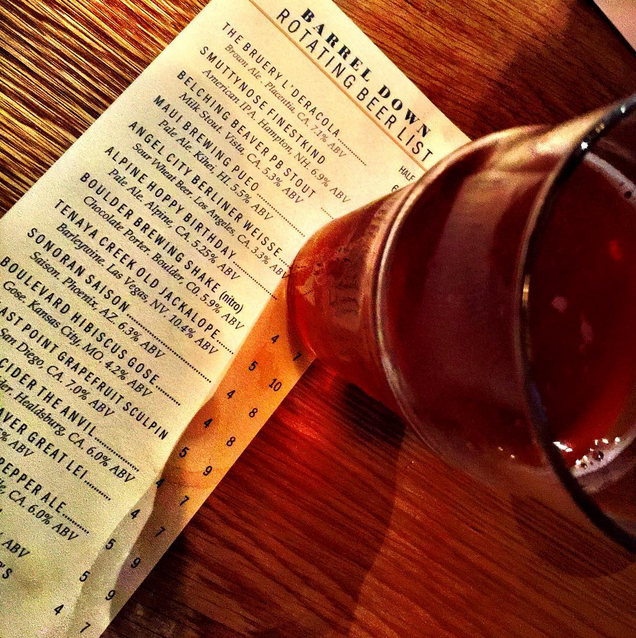 BARREL DOWN
ROTATING BEER LIST
HALF
THE BRUERY L'DERACOLA
Brown Ale - Placentia, CA. 7.1% ABV
SMUTTYNOSE FINESTKIND
American IPA, Hampton, NH. 6.9% ABV
BELCHING BEAVER PB STOUT
Milk Stout. Vista, CA. 5.3% ABV
MAUI BREWING PUEO
Pale Ale. Kihei, HI. 5.5% ABV
ANGEL CITY BERLINER WEISSE
Sour Wheat Beer Los Angeles, CA. 3.3% ABV
ALPINE HOPPY BIRTHDAY
Pale Ale. Alpine, CA. 5.25% ABV
BOULDER BREWING SHAKE (nitro)
Chocolate Porter. Boulder CO. 5.9% ABV
TENAYA CREEK OLD JACKALOPE 4 7
Barleywine. Las Vegas, NV. 10.4% ABV
SONORAN SAISON 5 10
Saison. Phoenix, AZ. 6.3% ABV
BOULEVARD HIBISCUS GOSE 4 8
Gose, Kansas City, MO. 4.2% ABV
AST POINT GRAPEFRUIT SCULPIN 4 8
San Diego CA. 7.0% ABV
CIDER THE ANVIL 5 9
der Healdsburg CA 6.0% ABV
AVER GREAT LEI 4 7
% ABV 4 7
PEPPER ALE 5 9
CA. 6.0% ABV
5 9
ABV
'S 4 7